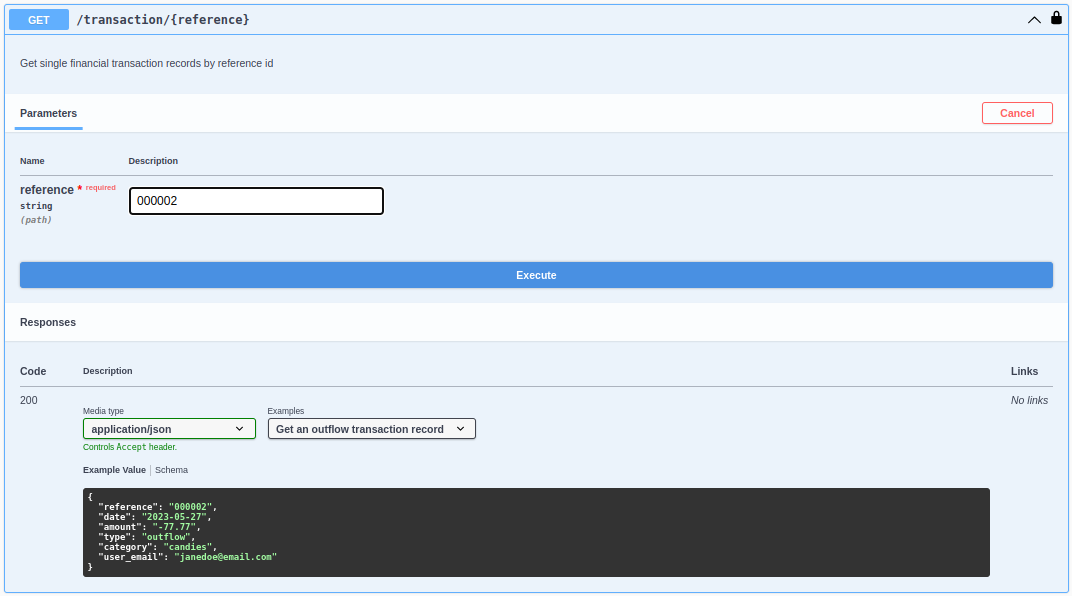 GET /transaction/{reference}
Get single financial transaction records by reference id
Parameters
Cancel
Name Description
reference * required
string
(path)
000002
Execute
Responses
Code Description Links
200
No links
Media type
application/json
Controls Accept header.
Examples
Get an outflow transaction record
Example Value Schema
{
  "reference": "000002",
  "date": "2023-05-27",
  "amount": "-77.77",
  "type": "outflow",
  "category": "candies",
  "user_email": "janedoe@email.com"
}